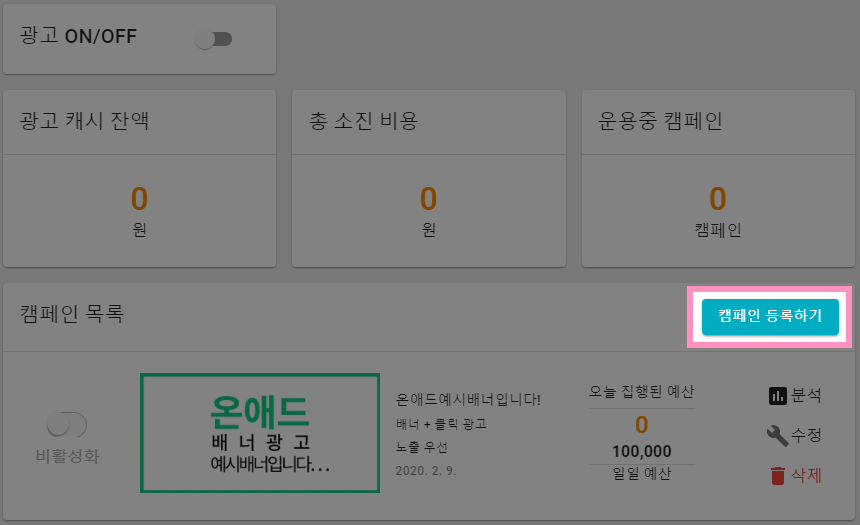 광고 ON/OFF
광고 캐시 잔액
총 소진 비용
운용중 캠페인
0
원
0
원
0
캠페인
캠페인 목록
캠페인 등록하기
비활성화
온애드
배너광고
예시배너입니다...
온애드예시배너입니다!
배너 + 클릭 광고
노출 우선
2020. 2. 9.
오늘 집행된 예산
0
100,000
일일 예산
분석
수정
삭제